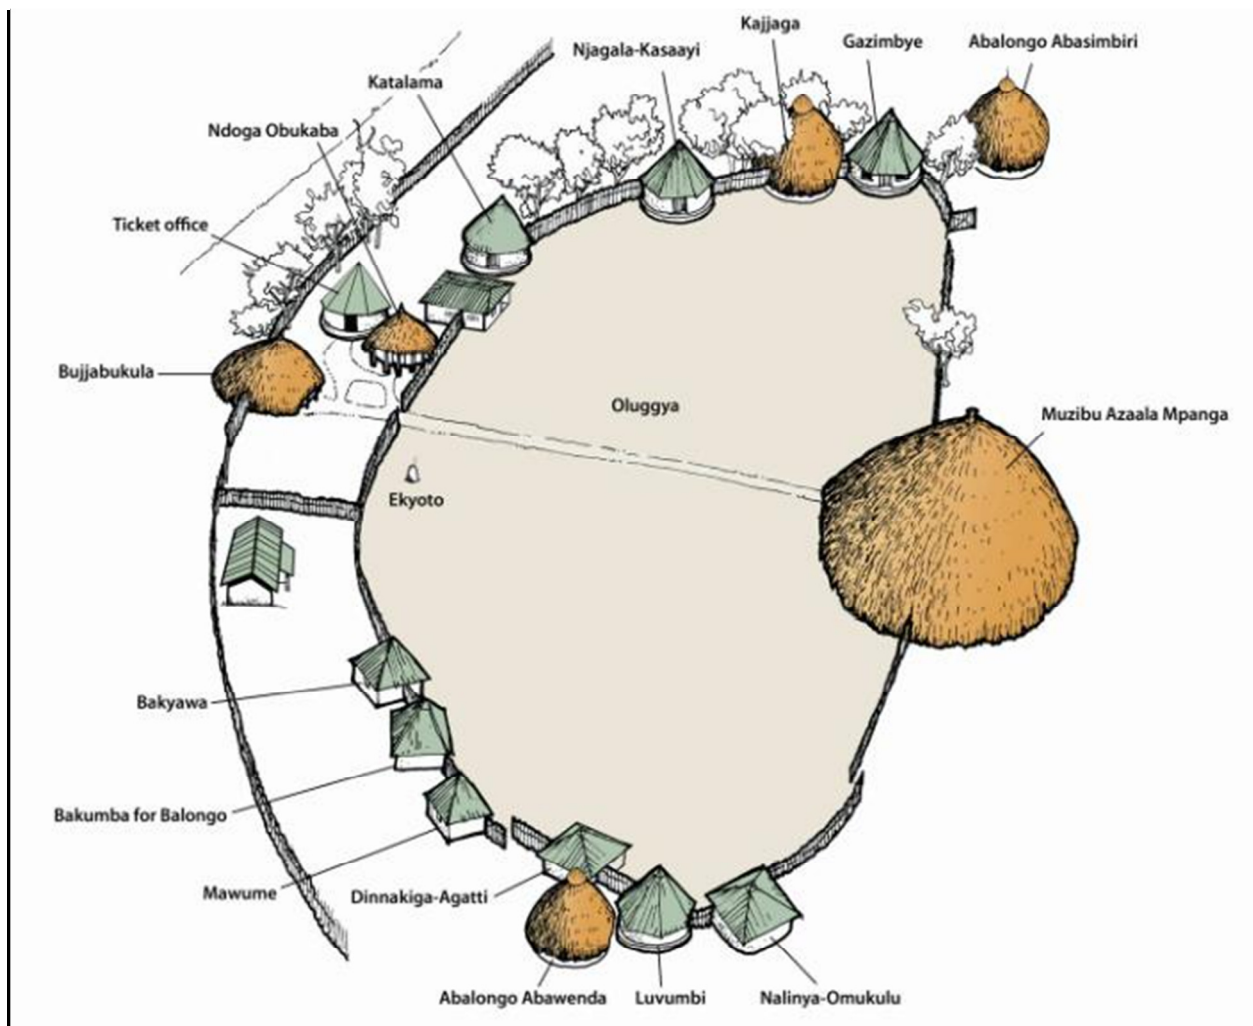 Kajjaga
Njagala-Kasaayi
Gazimbye
Abalongo Abasimbiri
Katalama
Ndoga Obukaba
Ticket office
Bujjabukula
Oluggya
Muzibu Azaala Mpanga
Ekyoto
Bakyawa
Bakumba for Balongo
Mawume
Dinnakiga-Agatti
Abalongo Abawenda
Luvumbi
Nalinya-Omukulu